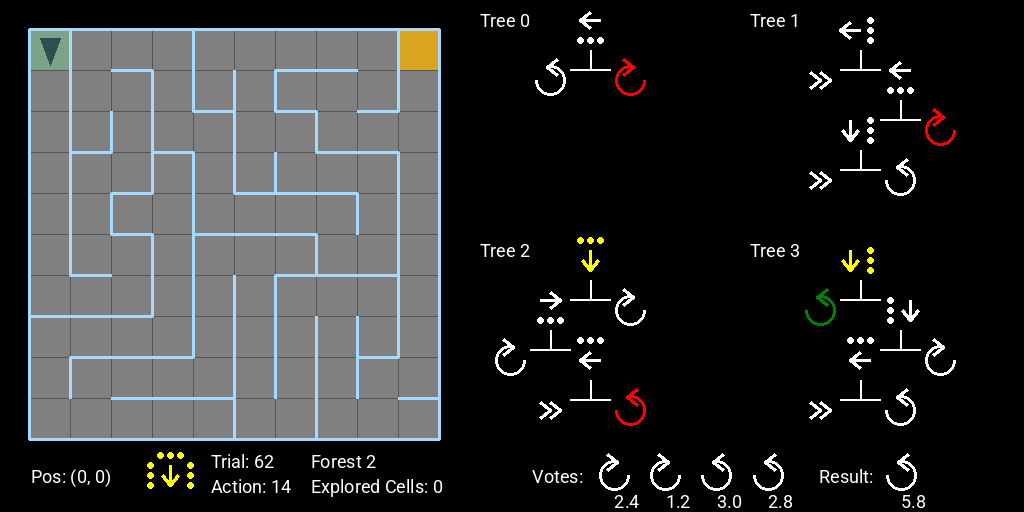 Tree 0
Tree 1
Tree 2
Tree 3
Pos: (0, 0)
Trial: 62
Forest 2
Action: 14
Explored Cells: 0
Votes:
2.4
1.2
3.0
2.8
Result:
5.8